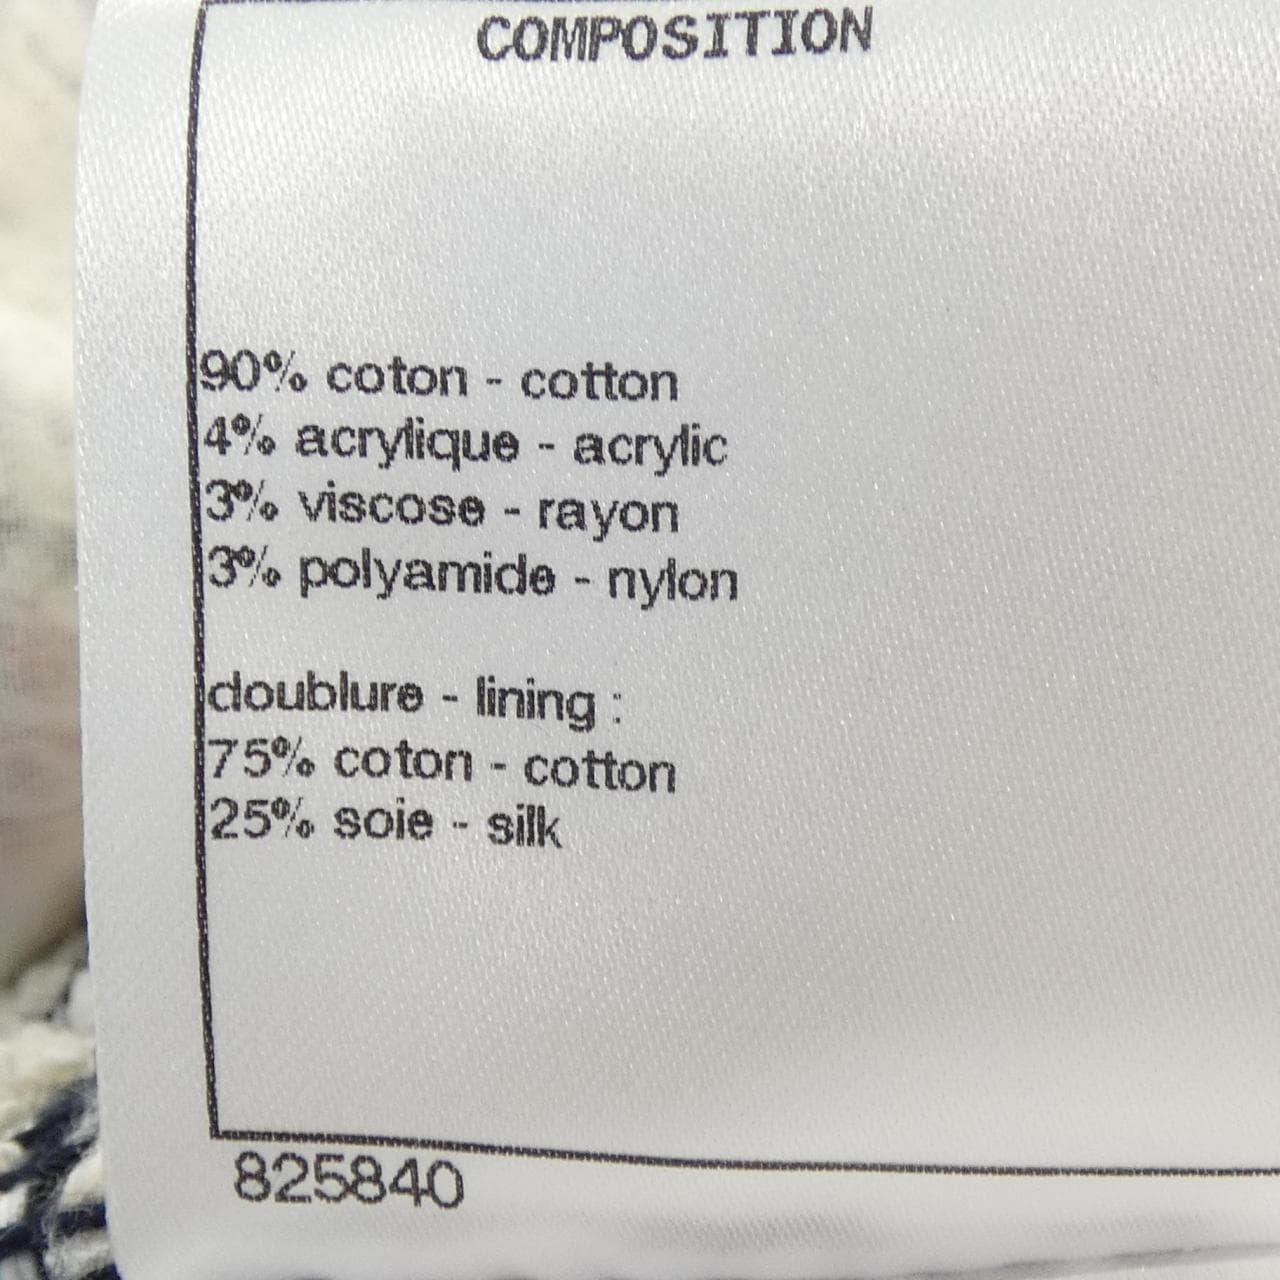 COMPOSITION
90% coton - cotton
4% acrylique - acrylic
3% viscose - rayon
3% polyamide - nylon
doublure - lining :
75% coton - cotton
25% soie - silk
825840